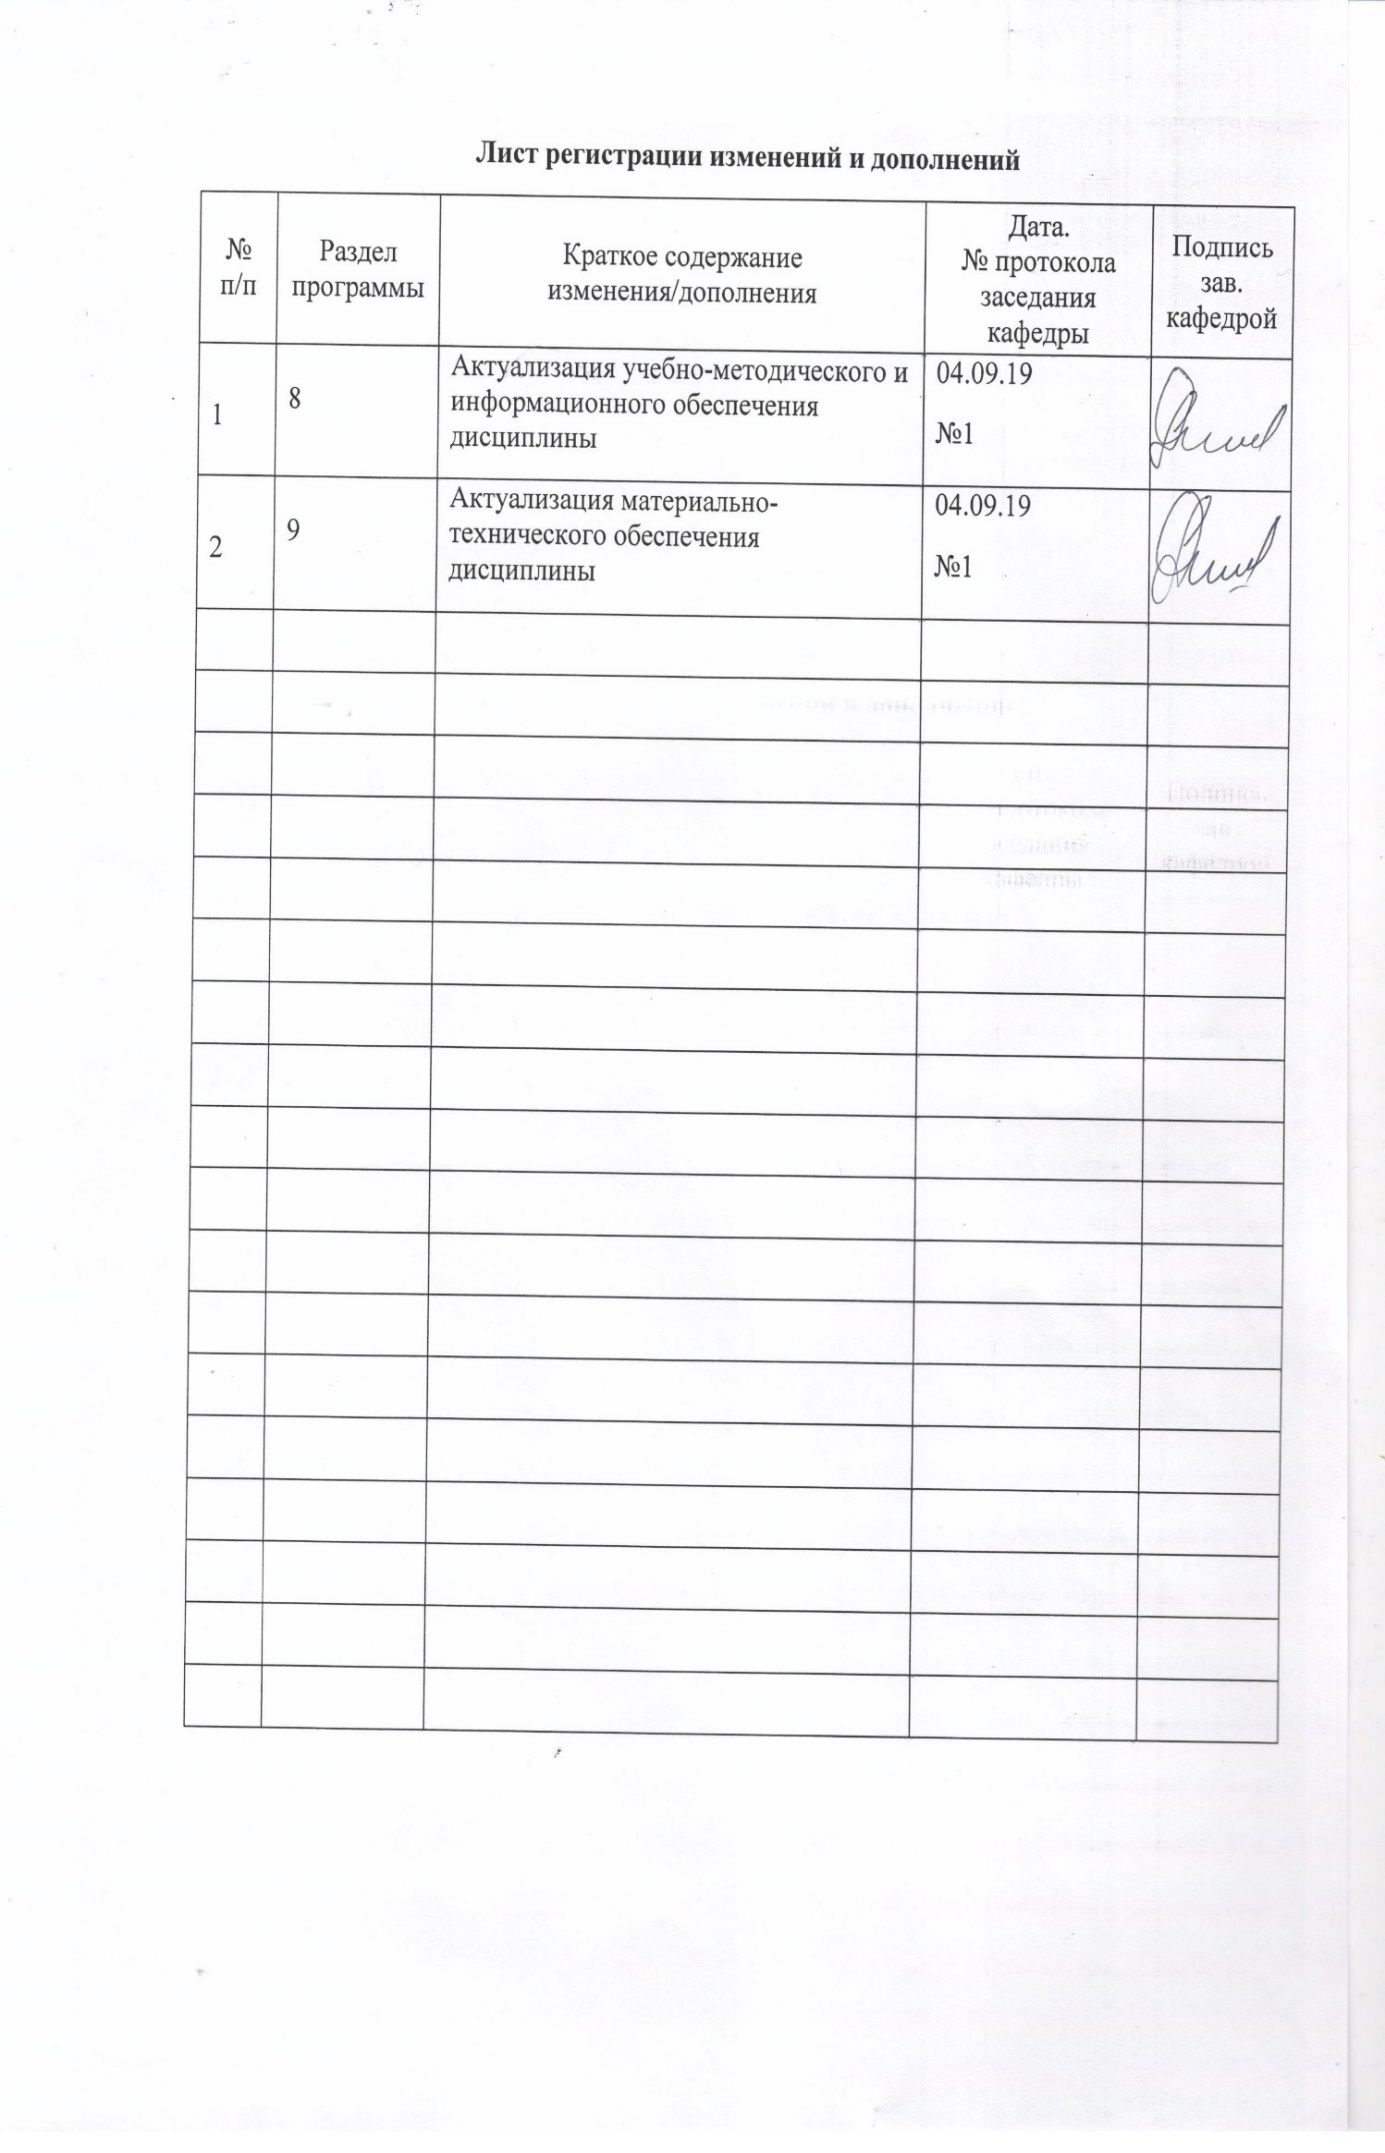 Лист регистрации изменений и дополнений
№
п/п
Раздел
программы
Краткое содержание
изменения/дополнения
Дата.
№ протокола
заседания
кафедры
Подпись
зав.
кафедрой
1
8
Актуализация учебно-методического и
информационного обеспечения
дисциплины
04.09.19
№1
2
9
Актуализация материально-
технического обеспечения
дисциплины
04.09.19
№1